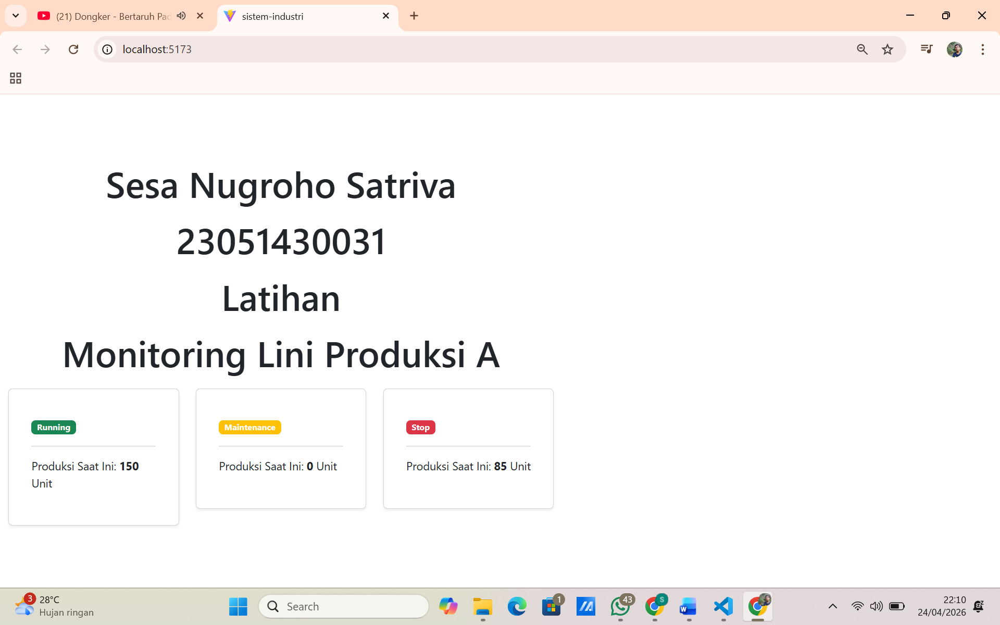 (21) Dongker - Bertaruh Pad
sistem-industri
localhost:5173
Sesa Nugroho Satriva
23051430031
Latihan
Monitoring Lini Produksi A
Running
Produksi Saat Ini: 150
Unit
Maintenance
Produksi Saat Ini: 0 Unit
Stop
Produksi Saat Ini: 85 Unit
3
28°C
Hujan ringan
Search
1
43
S
22:10
24/04/2026